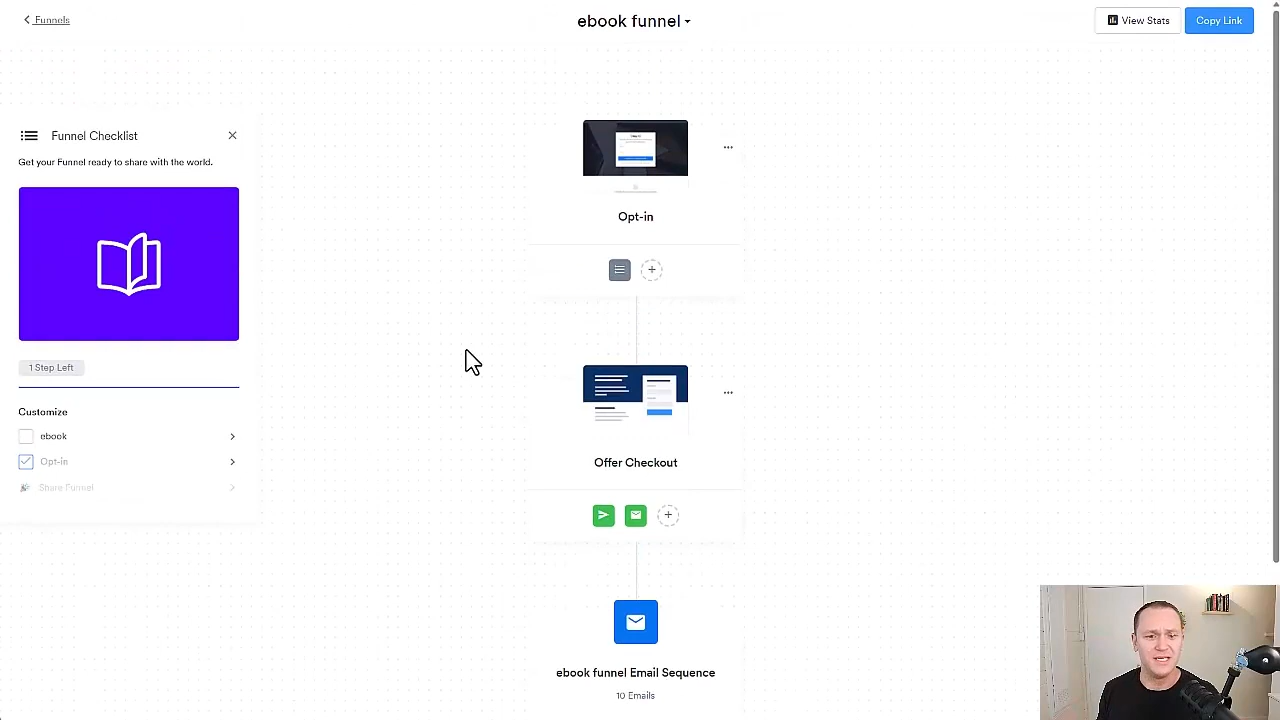 Funnels
ebook funnel
View Stats
Copy Link
Funnel Checklist
Get your Funnel ready to share with the world.
1 Step Left
Customize
ebook
Opt-in
Share Funnel
Opt-in
Offer Checkout
ebook funnel Email Sequence
10 Emails